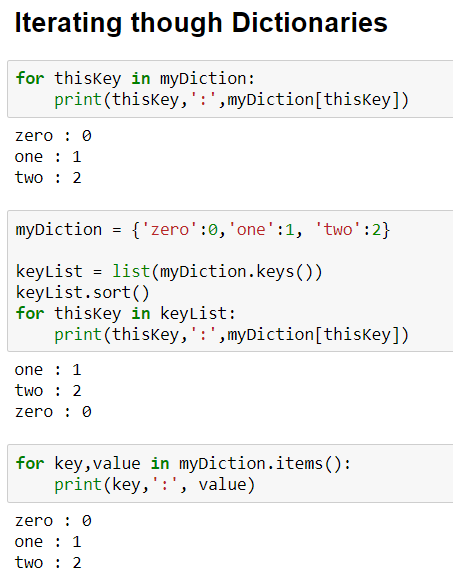 Iterating though Dictionaries
for thisKey in myDiction:
    print(thisKey,':',myDiction[thisKey])
zero : 0
one : 1
two : 2
myDiction = {'zero':0,'one':1, 'two':2}
keyList = list(myDiction.keys())
keyList.sort()
for thisKey in keyList:
    print(thisKey,':',myDiction[thisKey])
one : 1
two : 2
zero : 0
for key,value in myDiction.items():
    print(key,':', value)
zero : 0
one : 1
two : 2